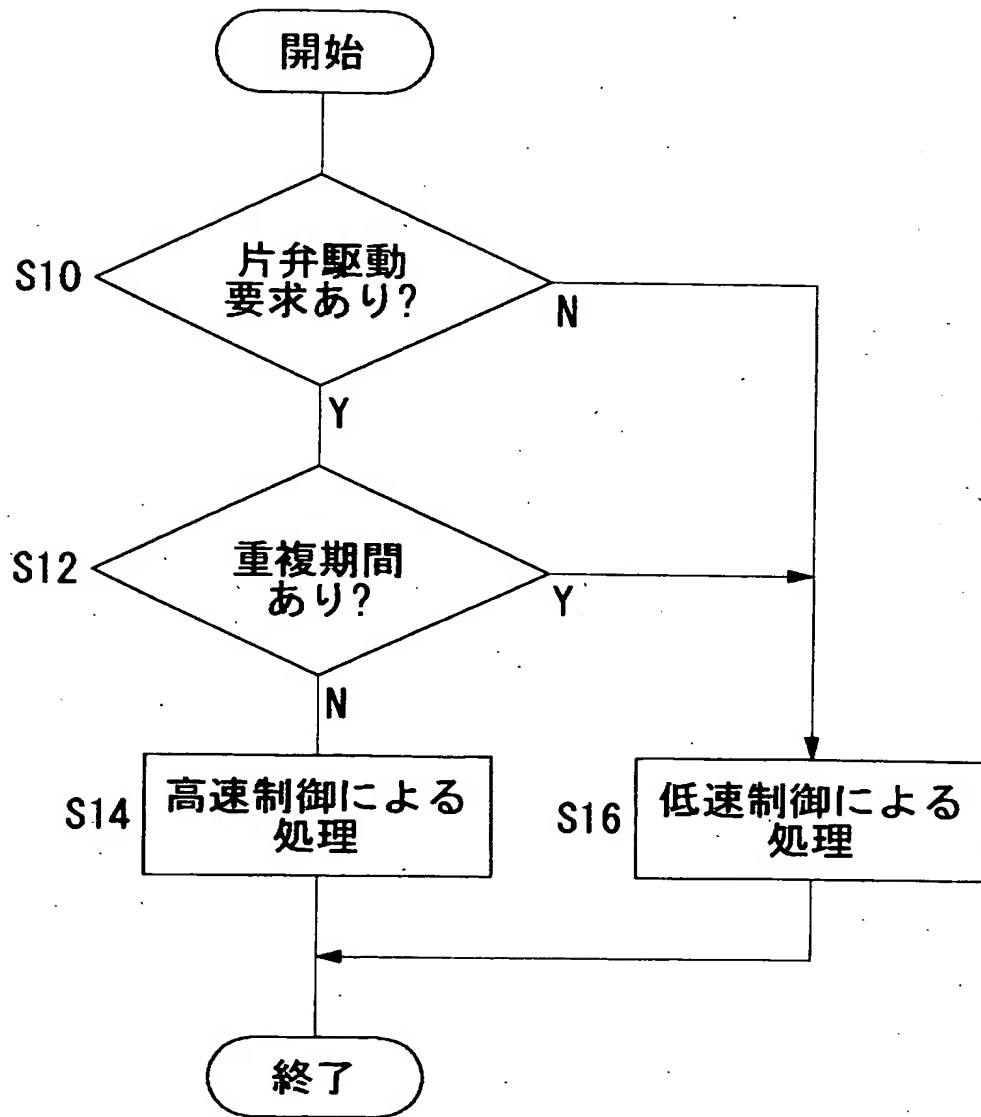 開始
S10
片弁駆動
要求あり?
N
Y
S12
重複期間
あり?
Y
N
S14
高速制御による
処理
S16
低速制御による
処理
終了